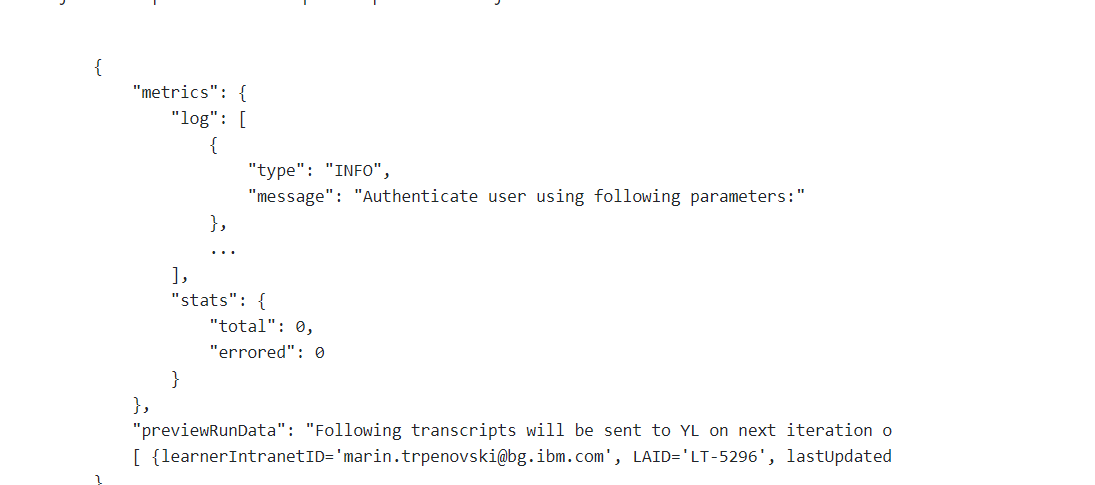 {
"metrics": {
"log": [
{
"type": "INFO",
"message": "Authenticate user using following parameters:"
},
...
],
"stats": {
"total": 0,
"errored": 0
}
},
"previewRunData": "Following transcripts will be sent to YL on next iteration o
[ {learnerIntranetID='marin.trpenovski@bg.ibm.com', LAID='LT-5296', lastUpdated
}